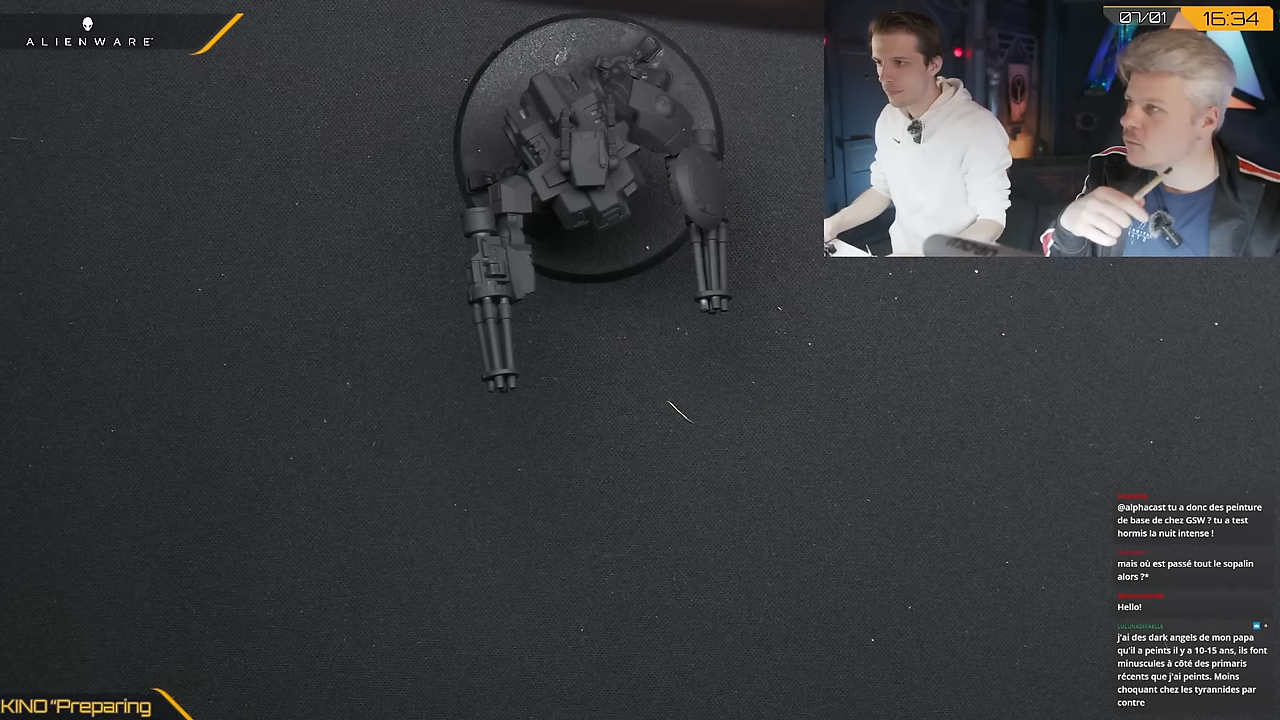 ALIENWARE
07/01
16:34
@alphacast tu a donc des peinture
de base de chez GSW ? tu a test
hormis la nuit intense !
mais où est passé tout le sopalin
alors ?*
Hello!
j'ai des dark angels de mon papa
qu'il a peints il y a 10-15 ans, ils font
minuscules à côté des primaris
récents que j'ai peints. Moins
choquant chez les tyrannides par
contre
KINO "Preparing